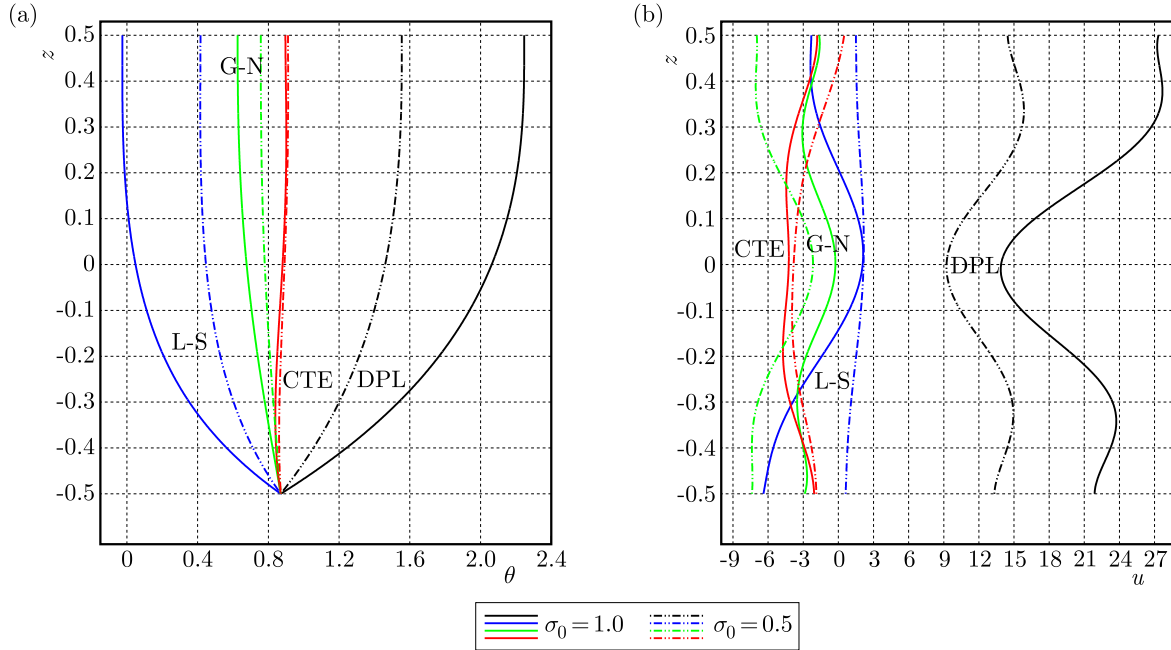 (a)
z
0.5
0.4
0.3
0.2
0.1
0
-0.1
-0.2
-0.3
-0.4
-0.5
G-N
L-S
CTE
DPL
0 0.4 0.8 1.2 1.6 2.0 2.4
θ
(b)
z
0.5
0.4
0.3
0.2
0.1
0
-0.1
-0.2
-0.3
-0.4
-0.5
CTE
G-N
DPL
L-S
-9 -6 -3 0 3 6 9 12 15 18 21 24 27
u
σ0 = 1.0 σ0 = 0.5